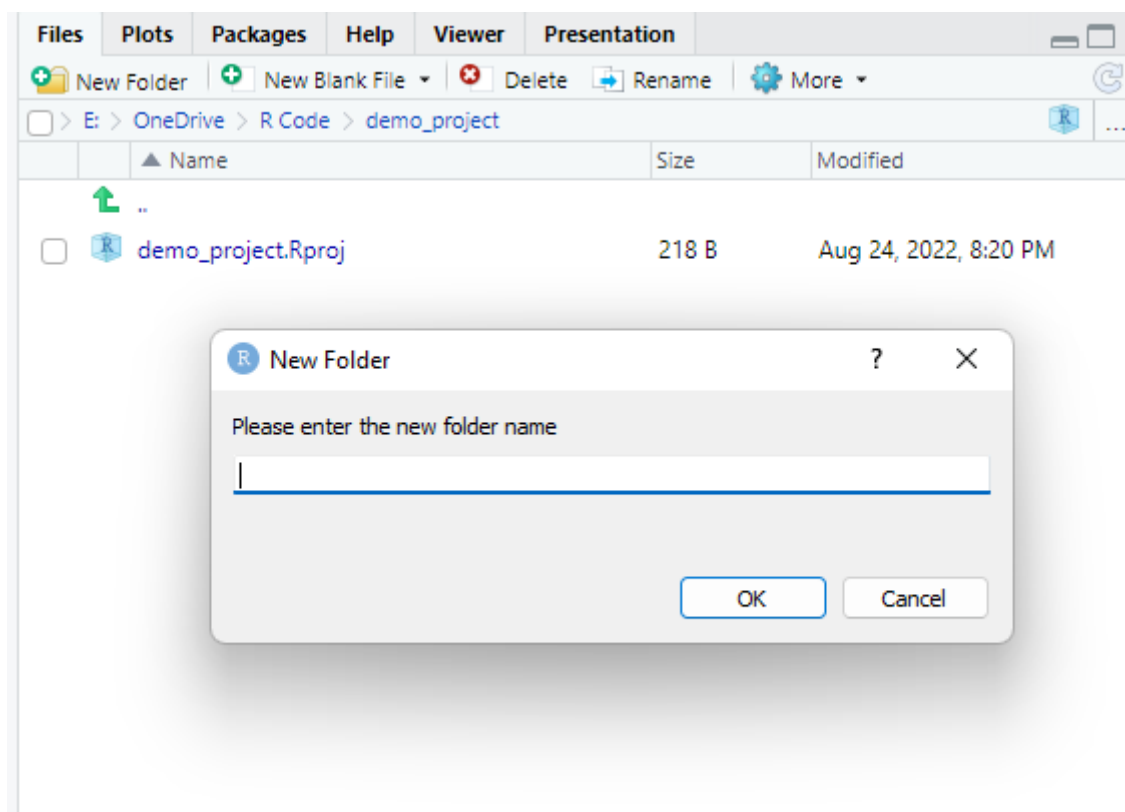 Files Plots Packages Help Viewer Presentation
New Folder New Blank File Delete Rename More
E: > OneDrive > R Code > demo_project R ...
Name Size Modified
..
R demo_project.Rproj 218 B Aug 24, 2022, 8:20 PM
R New Folder ? X
Please enter the new folder name
OK Cancel